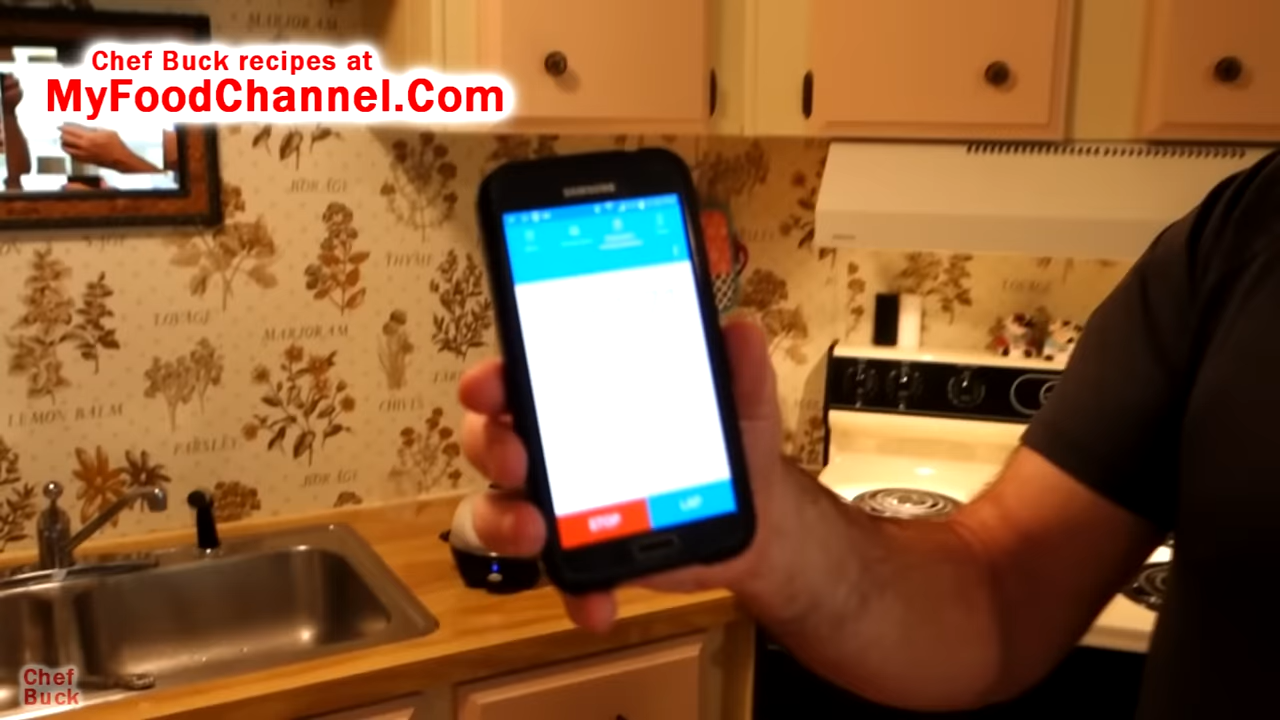 Chef Buck recipes at
MyFoodChannel.Com
MARJORAM
BORAGE
THYME
LOVAGE
MARJORAM
LEMON BALM
CHIVES
PARSLEY
BORAGE
LOVAGE
SAMSUNG
STOP
LAP
Chef
Buck